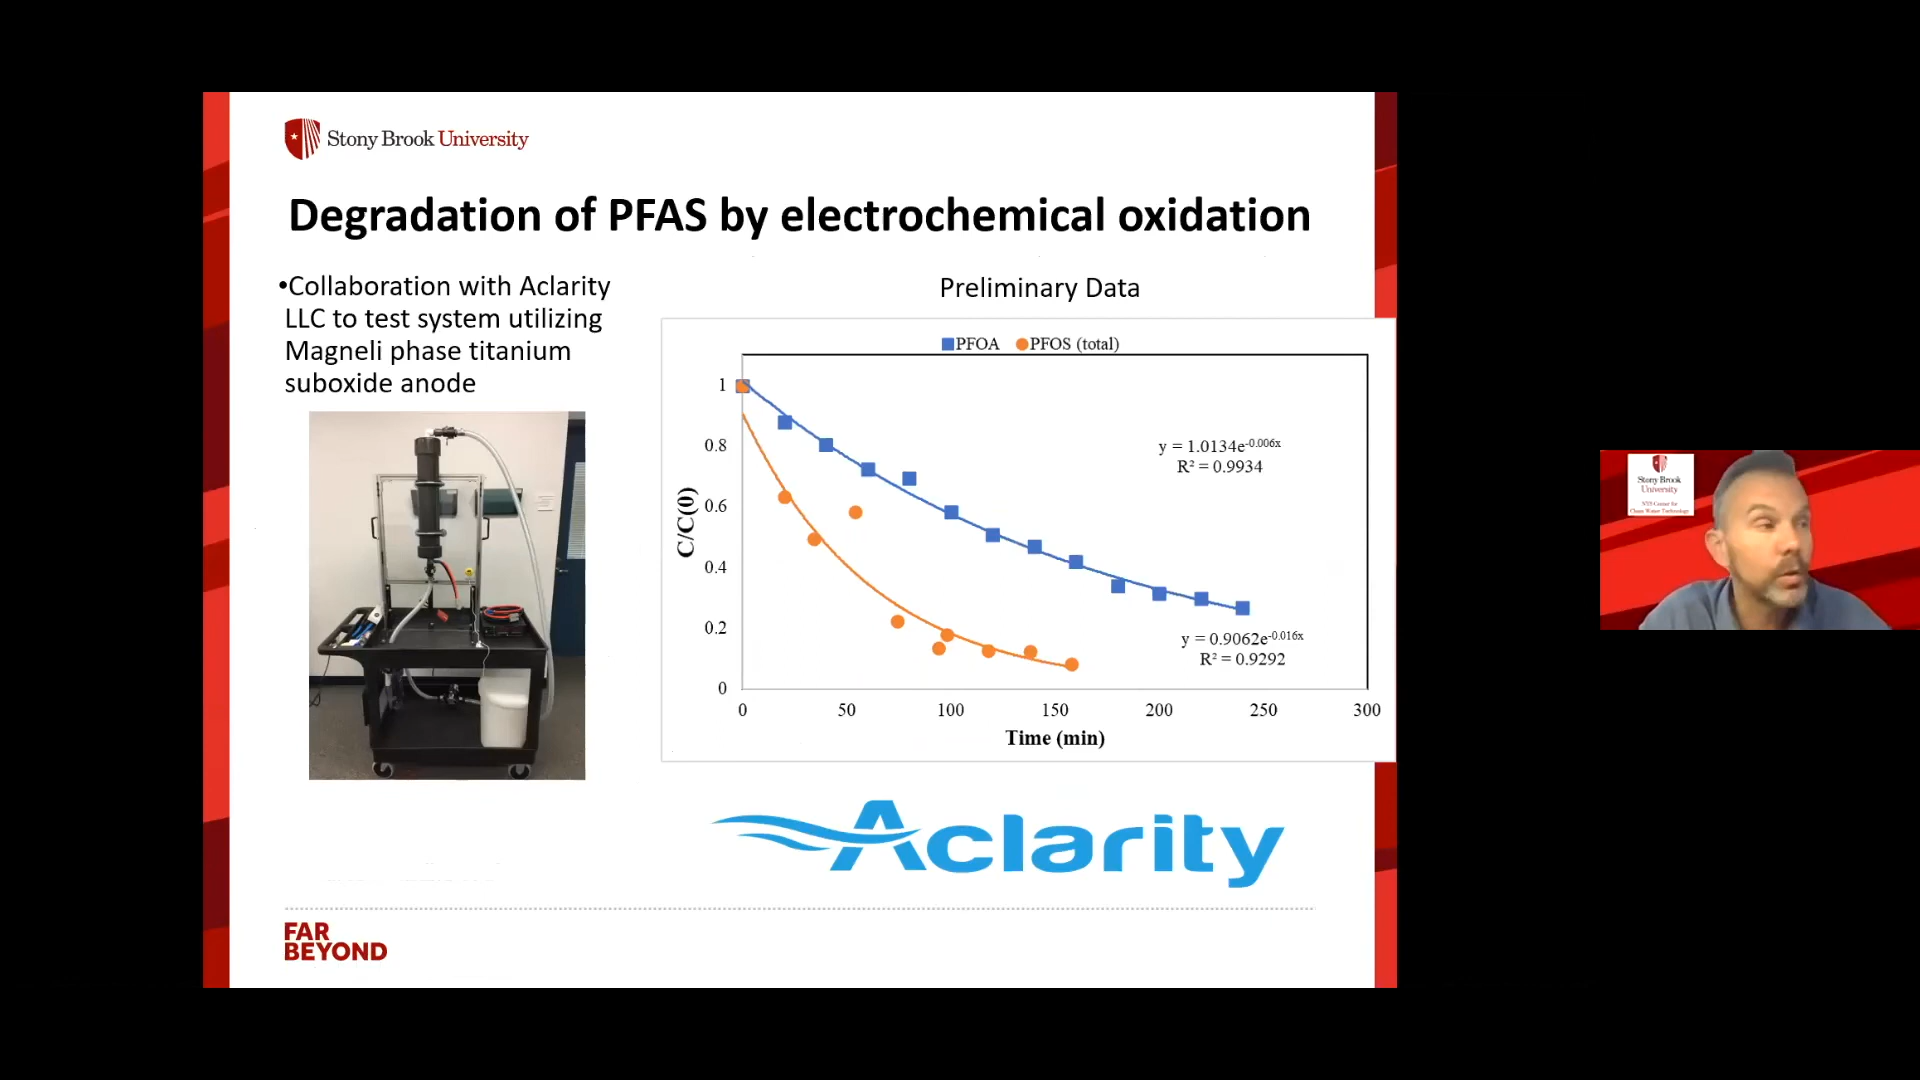 Stony Brook University
Degradation of PFAS by electrochemical oxidation
•Collaboration with Aclarity
LLC to test system utilizing
Magneli phase titanium
suboxide anode
Preliminary Data
PFOA PFOS (total)
1
0.8
0.6
0.4
0.2
0
C/C(0)
y = 1.0134e^-0.006x
R² = 0.9934
y = 0.9062e^-0.016x
R² = 0.9292
0 50 100 150 200 250 300
Time (min)
Aclarity
FAR
BEYOND
Stony Brook
University
NYS Center for
Clean Water Technology